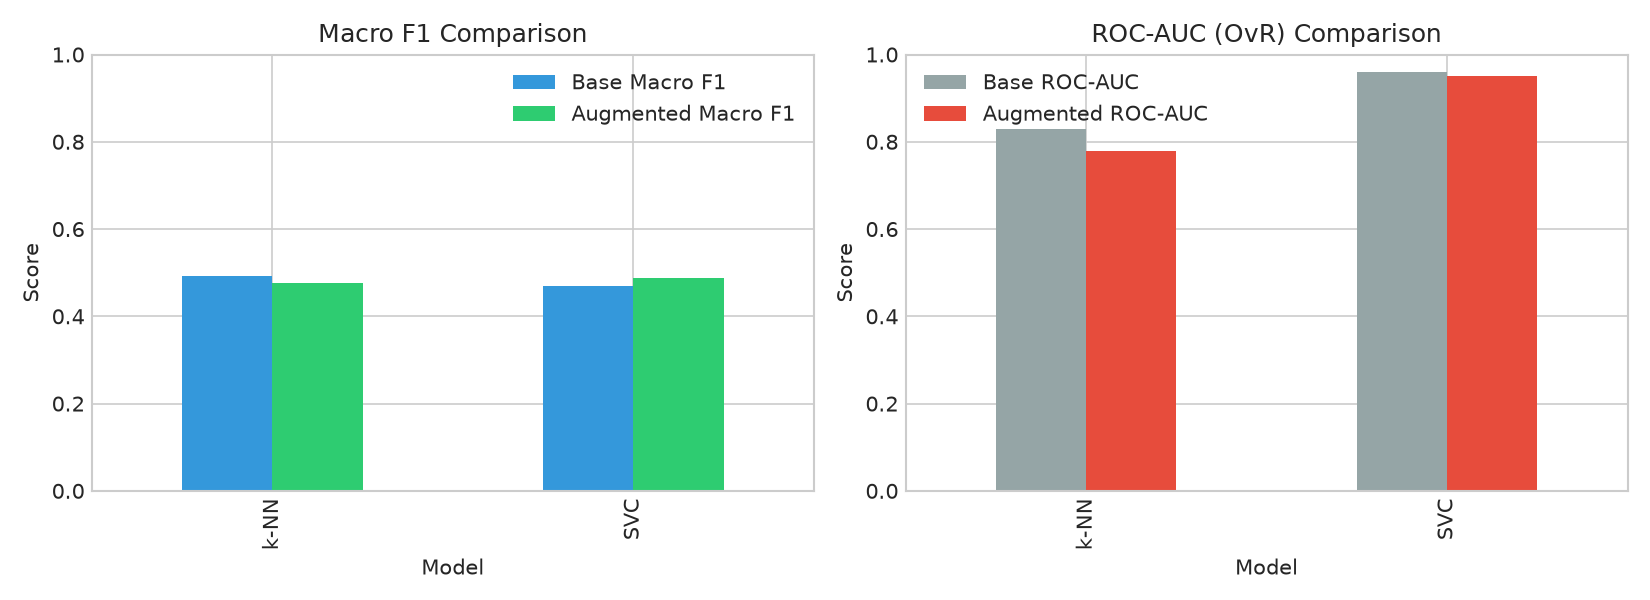 Macro F1 Comparison
Base Macro F1
Augmented Macro F1
1.0
0.8
0.6
0.4
0.2
0.0
Score
k-NN
SVC
Model
ROC-AUC (OvR) Comparison
Base ROC-AUC
Augmented ROC-AUC
1.0
0.8
0.6
0.4
0.2
0.0
Score
k-NN
SVC
Model